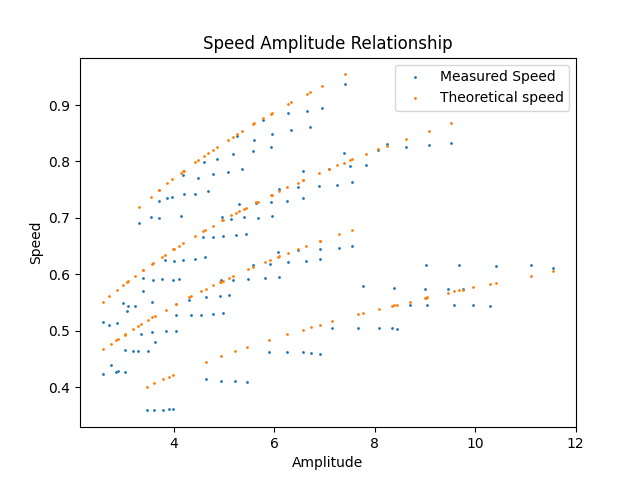 Speed Amplitude Relationship
Measured Speed
Theoretical speed
0.9
0.8
0.7
0.6
0.5
0.4
Speed
4
6
8
10
12
Amplitude